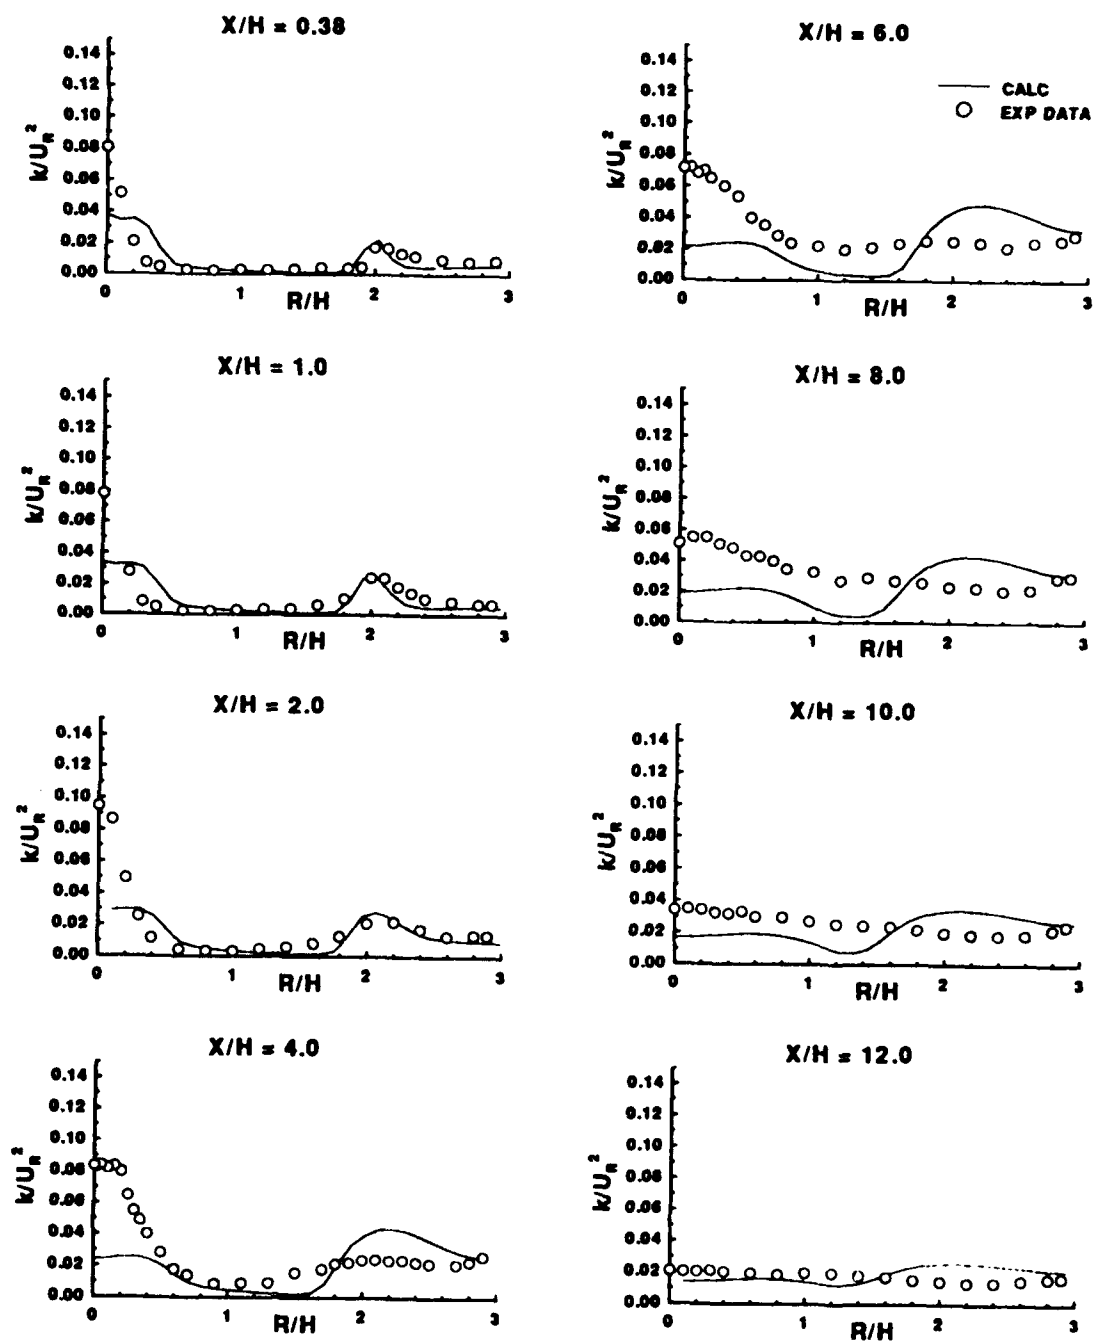 X/H = 0.38
k/U_R^2
0.14
0.12
0.10
0.08
0.06
0.04
0.02
0.00
0 1 2 3
R/H
X/H = 6.0
k/U_R^2
0.14
0.12
0.10
0.08
0.06
0.04
0.02
0.00
0 1 2 3
R/H
CALC
EXP DATA
X/H = 1.0
k/U_R^2
0.14
0.12
0.10
0.08
0.06
0.04
0.02
0.00
0 1 2 3
R/H
X/H = 8.0
k/U_R^2
0.14
0.12
0.10
0.08
0.06
0.04
0.02
0.00
0 1 2 3
R/H
X/H = 2.0
k/U_R^2
0.14
0.12
0.10
0.08
0.06
0.04
0.02
0.00
0 1 2 3
R/H
X/H = 10.0
k/U_R^2
0.14
0.12
0.10
0.08
0.06
0.04
0.02
0.00
0 1 2 3
R/H
X/H = 4.0
k/U_R^2
0.14
0.12
0.10
0.08
0.06
0.04
0.02
0.00
0 1 2 3
R/H
X/H = 12.0
k/U_R^2
0.14
0.12
0.10
0.08
0.06
0.04
0.02
0.00
0 1 2 3
R/H